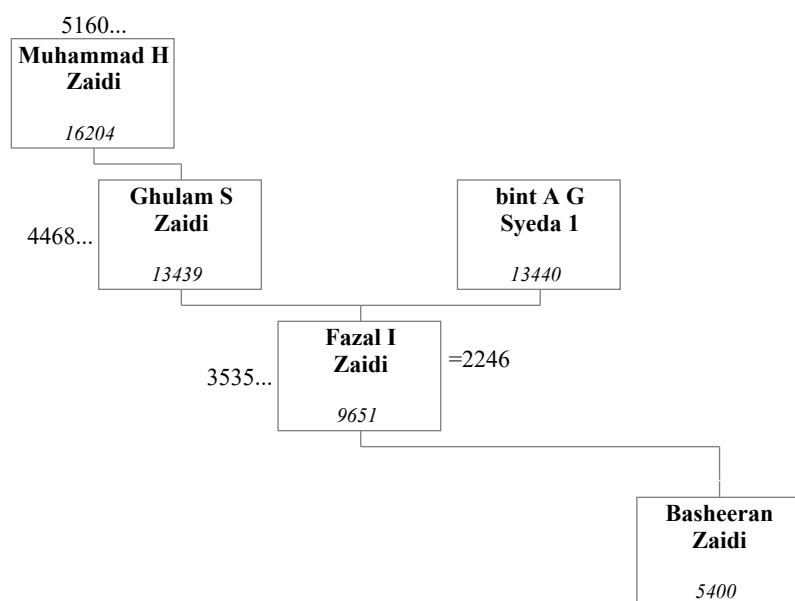 5160...
Muhammad H
Zaidi
16204
Ghulam S
Zaidi
4468...
13439
bint A G
Syeda 1
13440
Fazal I
Zaidi
=2246
3535...
9651
Basheeran
Zaidi
5400